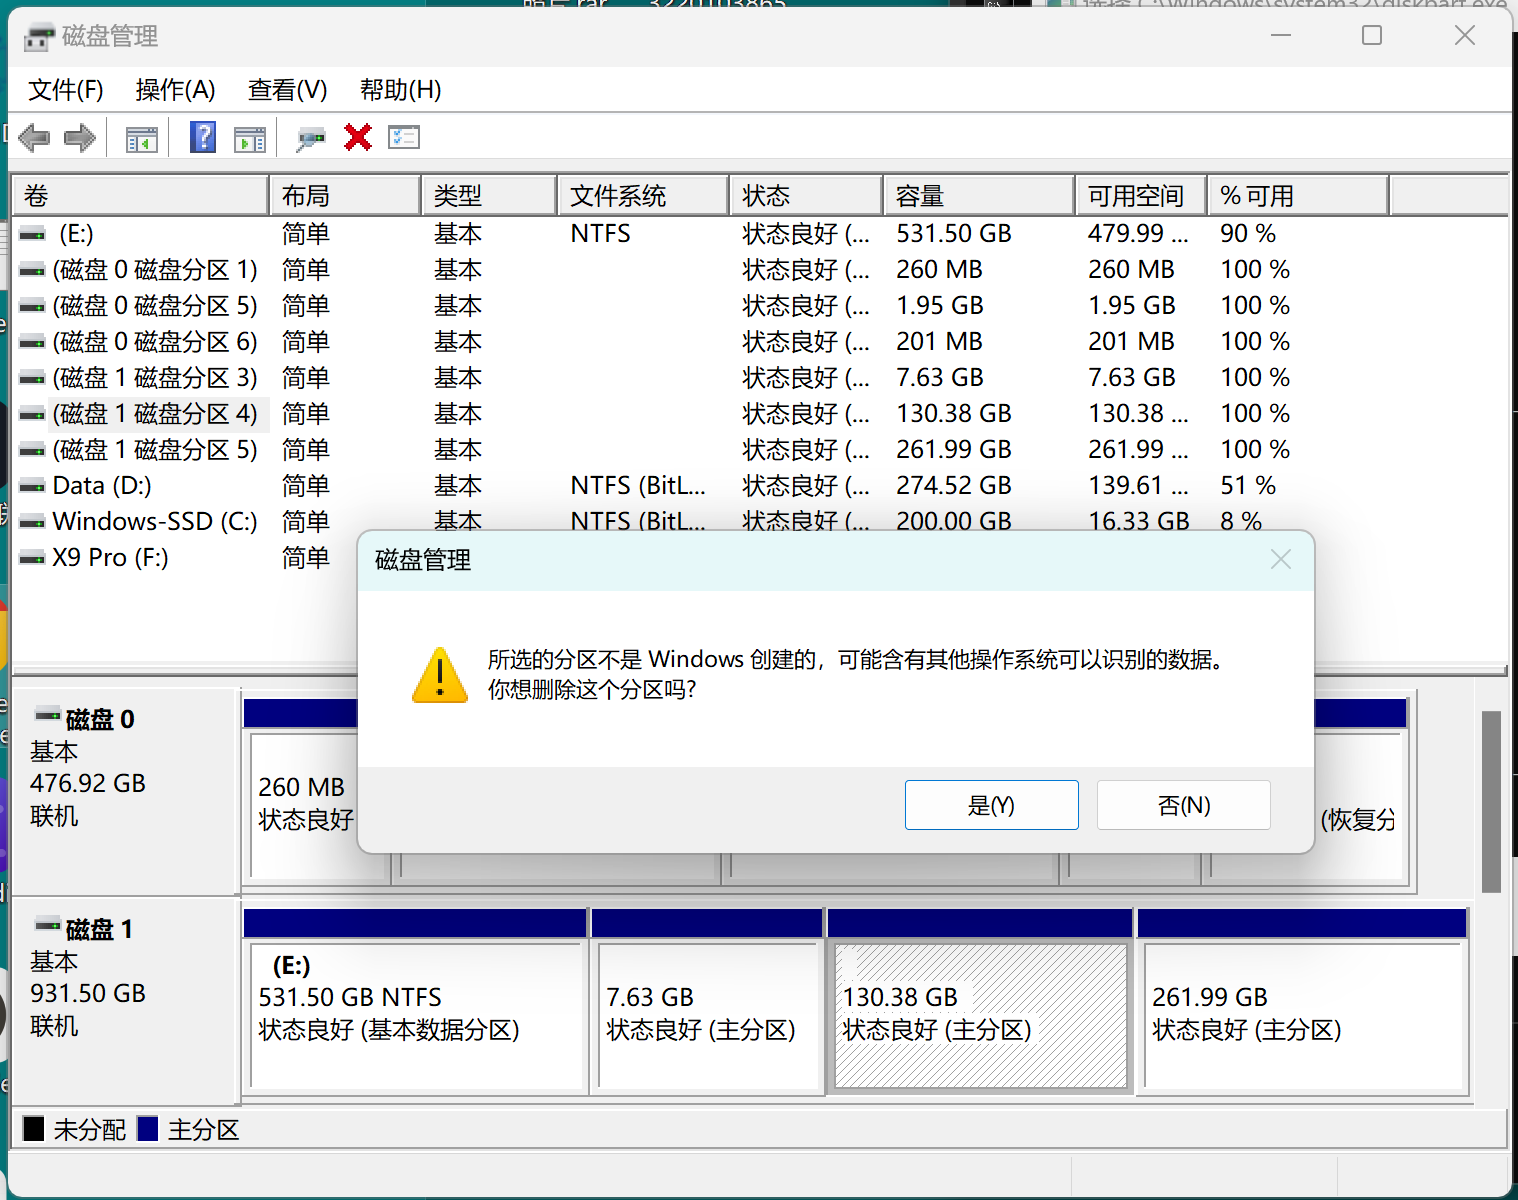 磁盘管理
文件(F) 操作(A) 查看(V) 帮助(H)
卷 布局 类型 文件系统 状态 容量 可用空间 % 可用
(E:) 简单 基本 NTFS 状态良好 (... 531.50 GB 479.99 ... 90 %
(磁盘 0 磁盘分区 1) 简单 基本 状态良好 (... 260 MB 260 MB 100 %
(磁盘 0 磁盘分区 5) 简单 基本 状态良好 (... 1.95 GB 1.95 GB 100 %
(磁盘 0 磁盘分区 6) 简单 基本 状态良好 (... 201 MB 201 MB 100 %
(磁盘 1 磁盘分区 3) 简单 基本 状态良好 (... 7.63 GB 7.63 GB 100 %
(磁盘 1 磁盘分区 4) 简单 基本 状态良好 (... 130.38 GB 130.38 ... 100 %
(磁盘 1 磁盘分区 5) 简单 基本 状态良好 (... 261.99 GB 261.99 ... 100 %
Data (D:) 简单 基本 NTFS (BitL... 状态良好 (... 274.52 GB 139.61 ... 51 %
Windows-SSD (C:) 简单 基本 NTFS (BitL... 状态良好 (... 200.00 GB 16.33 GB 8 %
X9 Pro (F:) 简单
磁盘管理
所选的分区不是 Windows 创建的，可能含有其他操作系统可以识别的数据。
你想删除这个分区吗?
是(Y) 否(N)
磁盘 0
基本
476.92 GB
联机
260 MB
状态良好
(恢复分
磁盘 1
基本
931.50 GB
联机
(E:)
531.50 GB NTFS
状态良好 (基本数据分区)
7.63 GB
状态良好 (主分区)
130.38 GB
状态良好 (主分区)
261.99 GB
状态良好 (主分区)
未分配 主分区